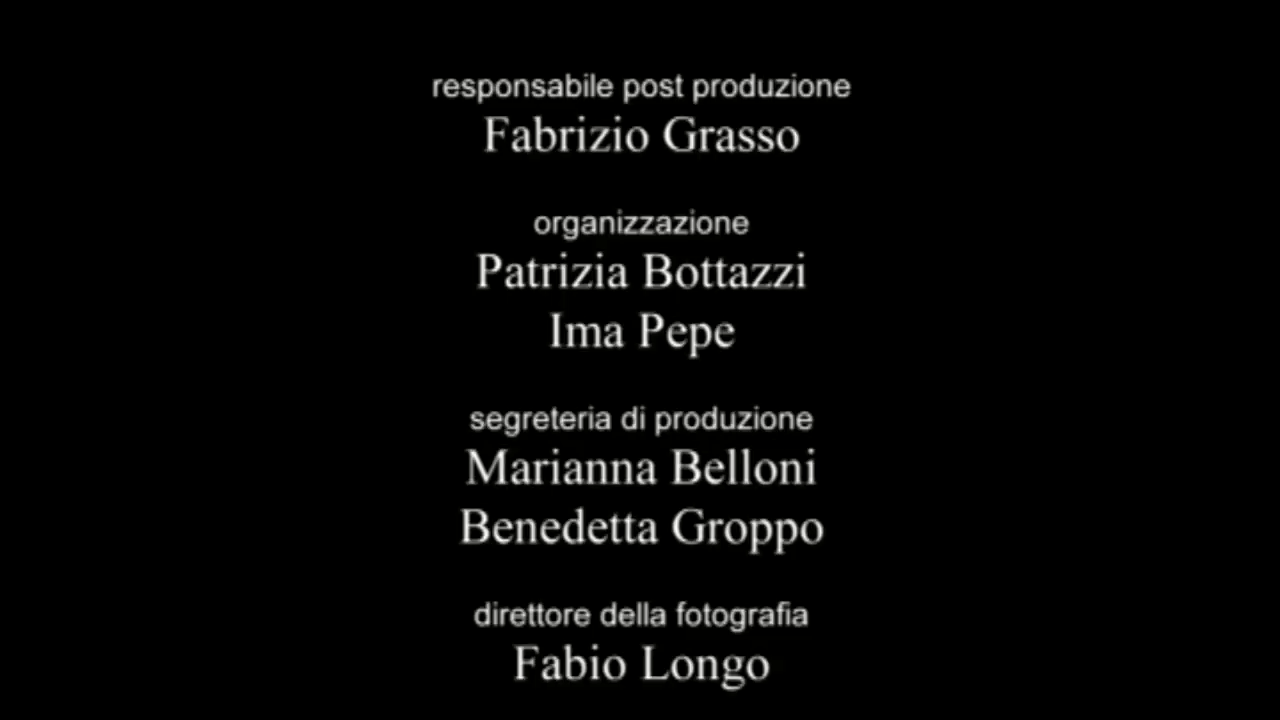 responsabile post produzione
Fabrizio Grasso
organizzazione
Patrizia Bottazzi
Ima Pepe
segreteria di produzione
Marianna Belloni
Benedetta Groppo
direttore della fotografia
Fabio Longo